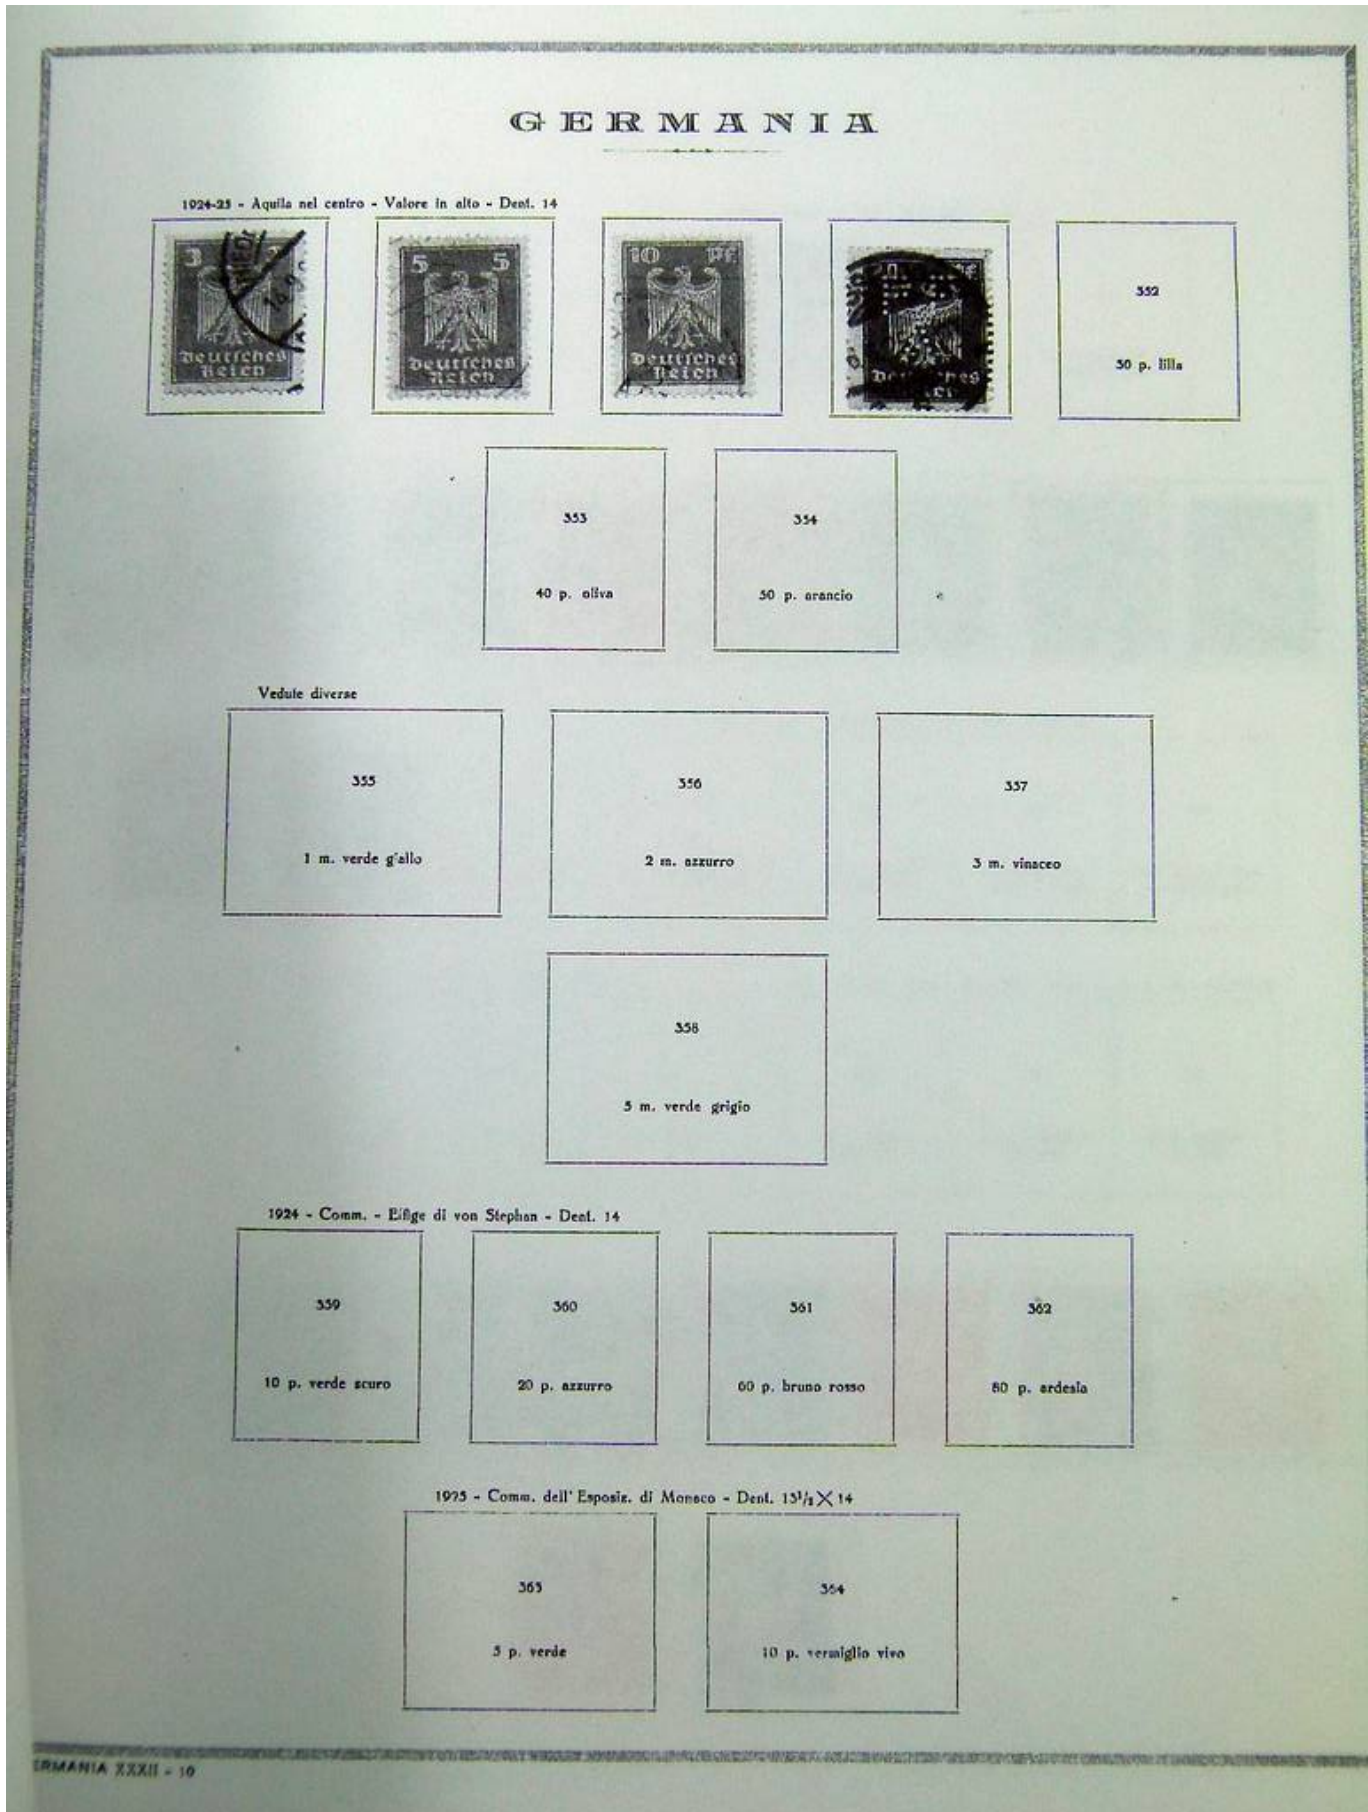 GERMANIA
1924-25 - Aquila nel centro - Valore in alto - Dent. 14
3
5 5
10 Pf
Deutsches
Reich
Deutsches
Reich
Deutsches
Reich
352
30 p. lilla
353
40 p. oliva
354
50 p. arancio
Vedute diverse
355
1 m. verde giallo
356
2 m. azzurro
357
3 m. vinaceo
358
5 m. verde grigio
1924 - Comm. - Effige di von Stephan - Dent. 14
359
10 p. verde scuro
360
20 p. azzurro
361
60 p. bruno rosso
362
80 p. ardesia
1925 - Comm. dell' Esposiz. di Monaco - Dent. 13½ X 14
363
5 p. verde
364
10 p. vermiglio vivo
ERMANIA XXXII - 10